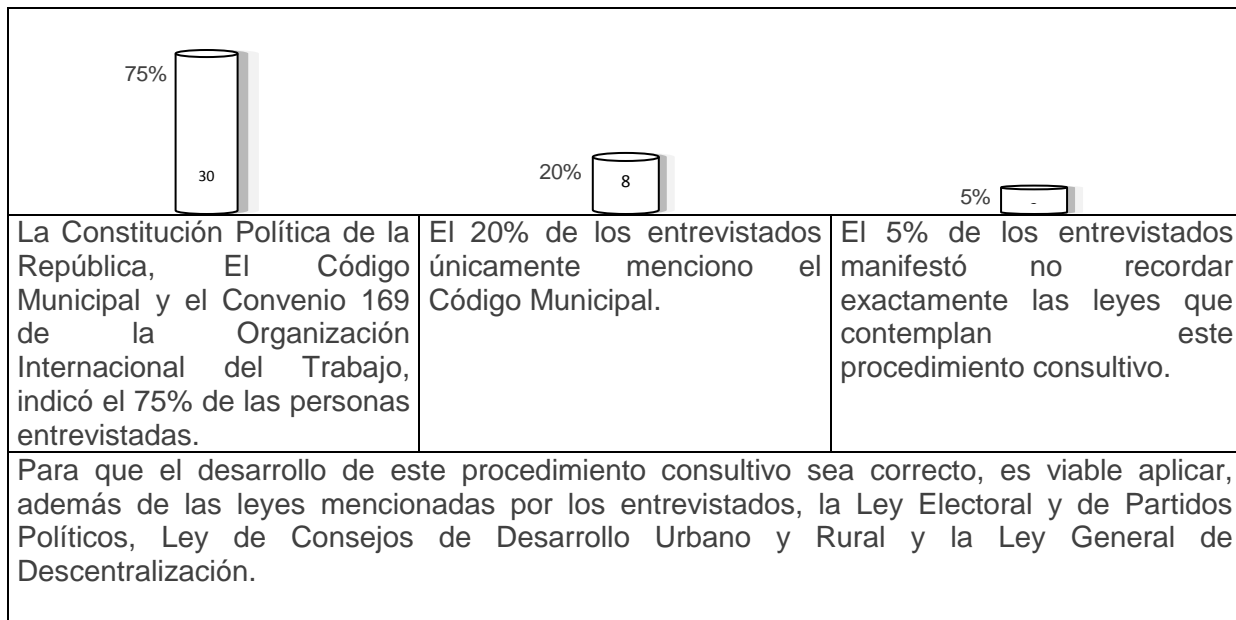 75%
30
20%
8
5%
La Constitución Política de la
República, El Código
Municipal y el Convenio 169
de la Organización
Internacional del Trabajo,
indicó el 75% de las personas
entrevistadas.
El 20% de los entrevistados
únicamente menciono el
Código Municipal.
El 5% de los entrevistados
manifestó no recordar
exactamente las leyes que
contemplan este
procedimiento consultivo.
Para que el desarrollo de este procedimiento consultivo sea correcto, es viable aplicar,
además de las leyes mencionadas por los entrevistados, la Ley Electoral y de Partidos
Políticos, Ley de Consejos de Desarrollo Urbano y Rural y la Ley General de
Descentralización.